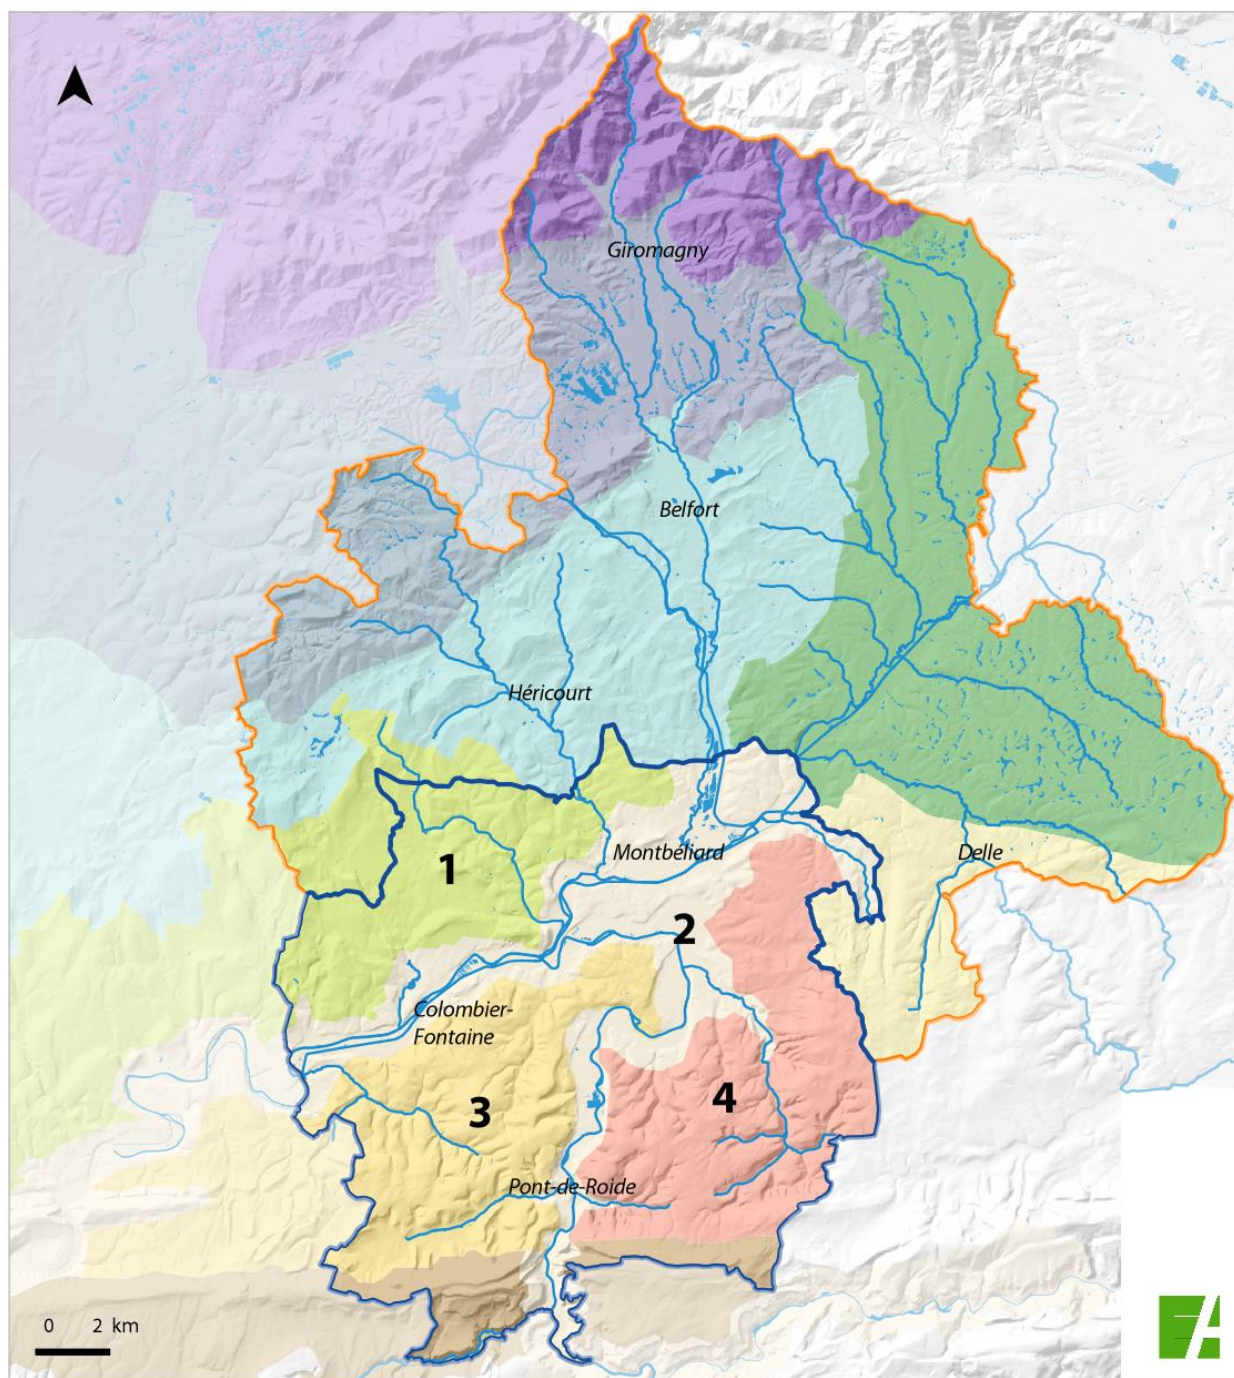 Giromagny
Belfort
Héricourt
Montbéliard
Delle
1
2
Colombier-
Fontaine
3
4
Pont-de-Roide
0 2 km